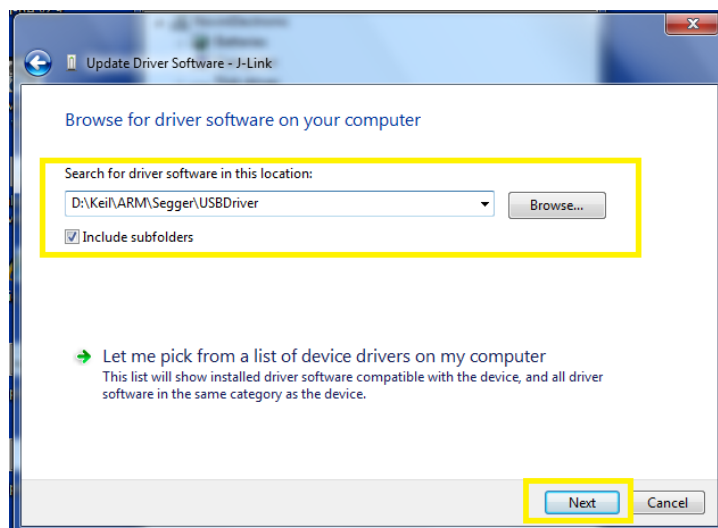 Update Driver Software - J-Link
Browse for driver software on your computer
Search for driver software in this location:
D:\Keil\ARM\Segger\USBDriver
Browse...
Include subfolders
Let me pick from a list of device drivers on my computer
This list will show installed driver software compatible with the device, and all driver
software in the same category as the device.
Next
Cancel